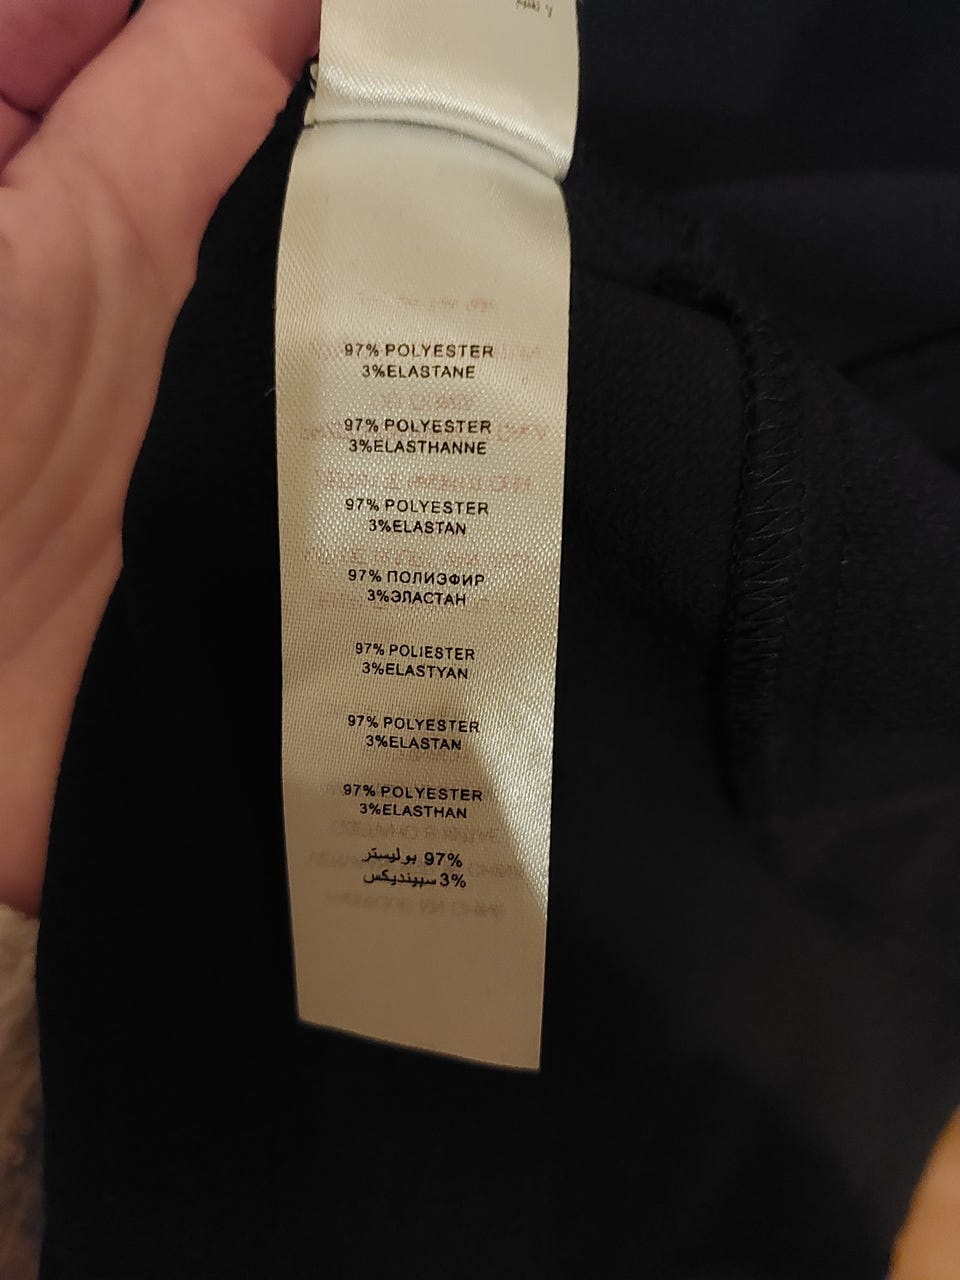 97% POLYESTER
3%ELASTANE
97% POLYESTER
3%ELASTHANNE
97% POLYESTER
3%ELASTAN
97% ПОЛИЭФИР
3%ЭЛАСТАН
97% POLIESTER
3%ELASTYAN
97% POLYESTER
3%ELASTAN
97% POLYESTER
3%ELASTHAN
97% بوليستر
3% سبينديكس